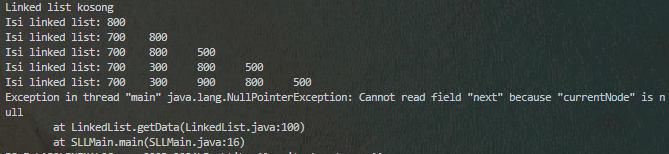 Linked list kosong
Isi linked list: 800
Isi linked list: 700 800
Isi linked list: 700 800 500
Isi linked list: 700 300 800 500
Isi linked list: 700 300 900 800 500
Exception in thread "main" java.lang.NullPointerException: Cannot read field "next" because "currentNode" is n
ull
at LinkedList.getData(LinkedList.java:100)
at SLLMain.main(SLLMain.java:16)